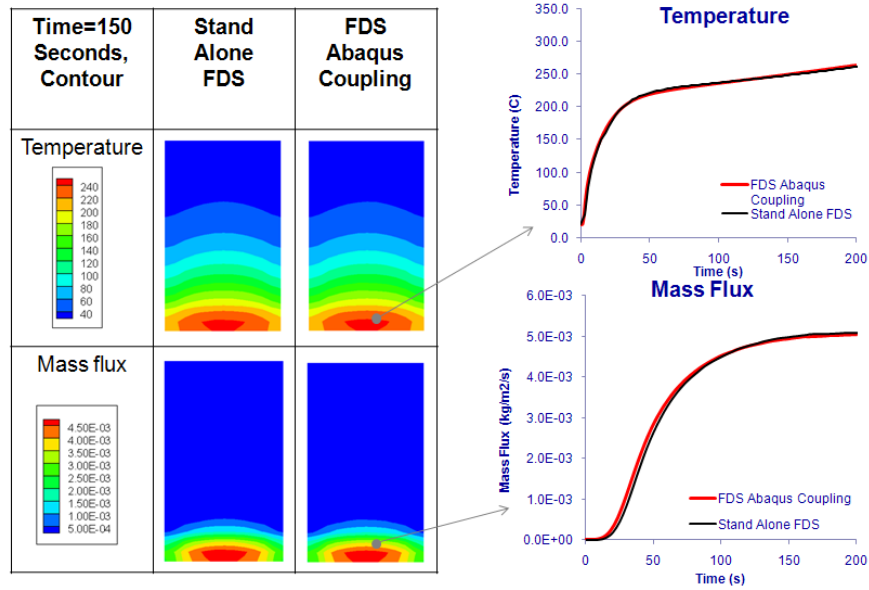 Time=150
Seconds,
Contour
Stand
Alone
FDS
FDS
Abaqus
Coupling
Temperature
240
220
200
180
160
140
120
100
80
60
40
Mass flux
4.50E-03
4.00E-03
3.50E-03
3.00E-03
2.50E-03
2.00E-03
1.50E-03
1.00E-03
5.00E-04
Temperature
350.0
300.0
250.0
200.0
150.0
100.0
50.0
0.0
Temperature (C)
FDS Abaqus
Coupling
Stand Alone FDS
0
50
100
150
200
Time (s)
Mass Flux
6.0E-03
5.0E-03
4.0E-03
3.0E-03
2.0E-03
1.0E-03
0.0E+00
Mass Flux (kg/m2/s)
FDS Abaqus Coupling
Stand Alone FDS
0
50
100
150
200
Time (s)